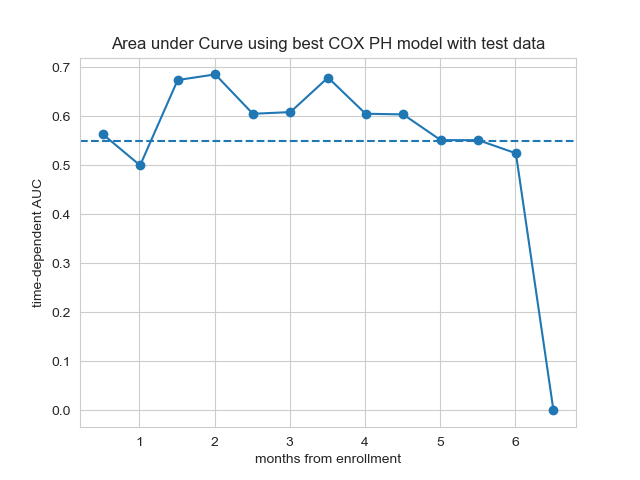 Area under Curve using best COX PH model with test data
time-dependent AUC
0.7
0.6
0.5
0.4
0.3
0.2
0.1
0.0
1 2 3 4 5 6
months from enrollment